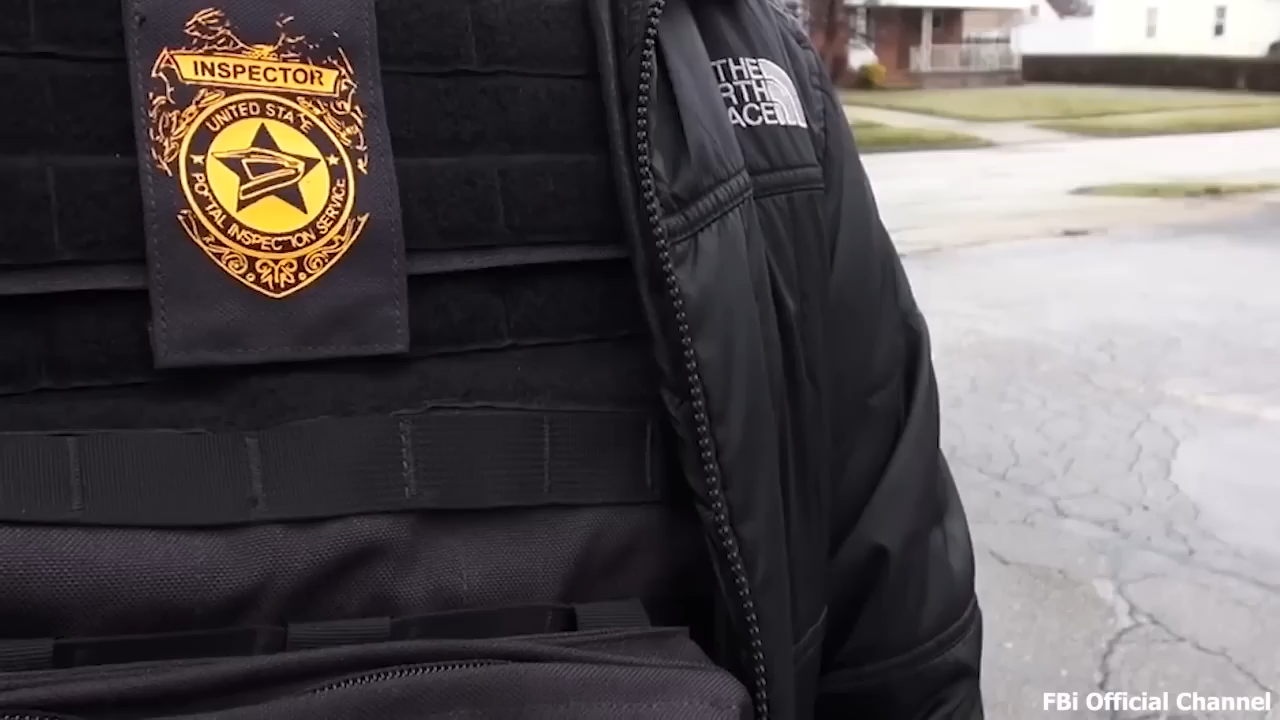 INSPECTOR
UNITED STATE
POSTAL INSPECTION SERVICE
THE
RTH
ACE
FBi Official Channel